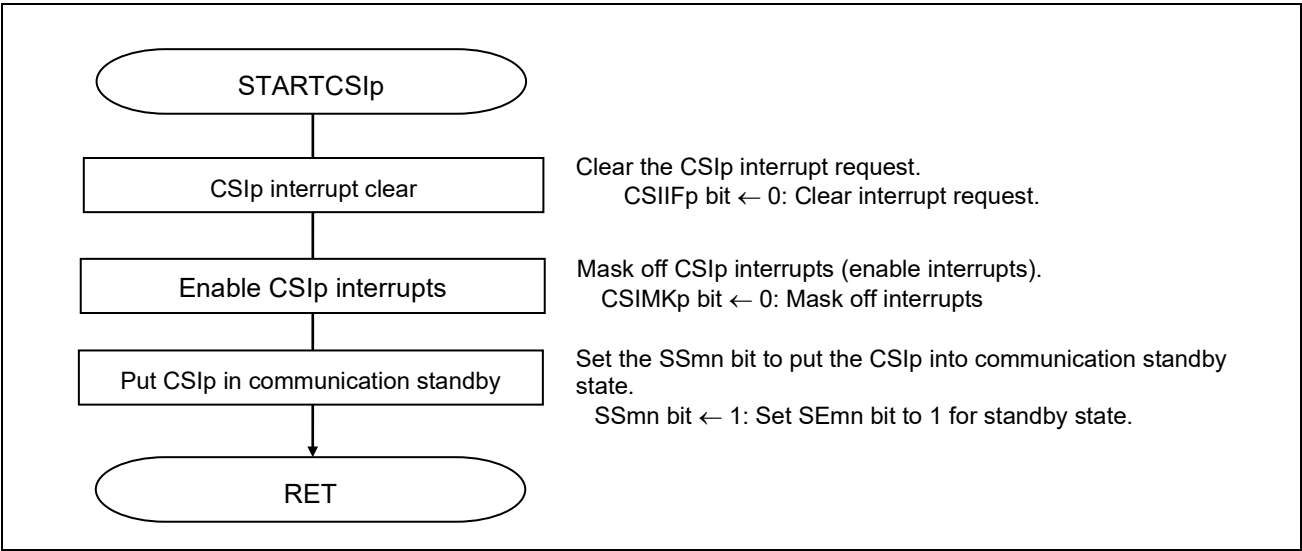 STARTCSIp
CSIp interrupt clear
Clear the CSIp interrupt request.
CSIIFp bit ← 0: Clear interrupt request.
Enable CSIp interrupts
Mask off CSIp interrupts (enable interrupts).
CSIMKp bit ← 0: Mask off interrupts
Put CSIp in communication standby
Set the SSmn bit to put the CSIp into communication standby
state.
SSmn bit ← 1: Set SEmn bit to 1 for standby state.
RET